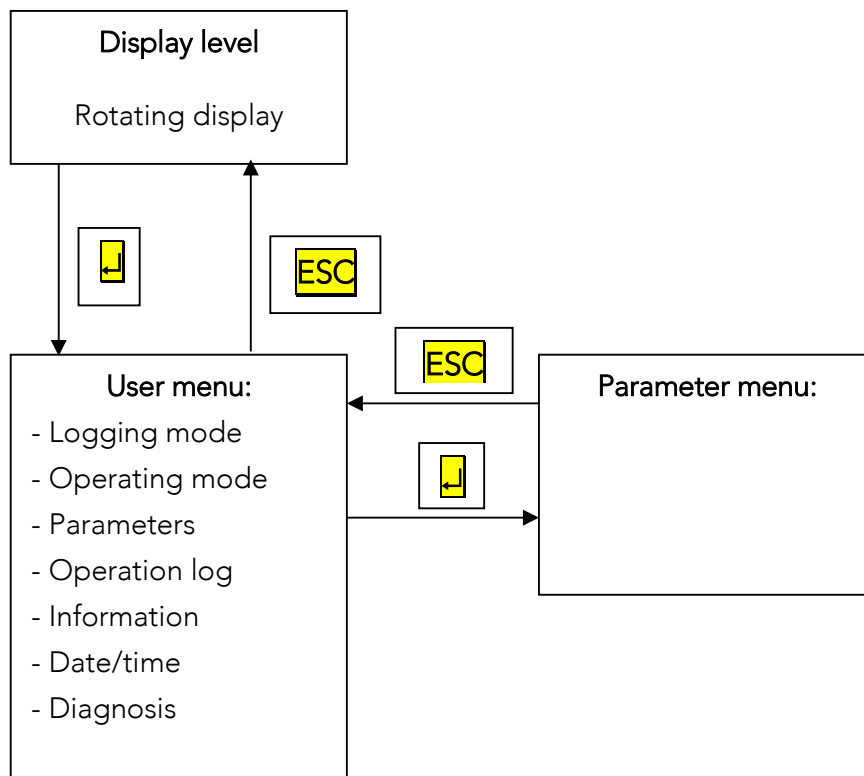 Display level
Rotating display
↵
ESC
ESC
User menu:
- Logging mode
- Operating mode
- Parameters
- Operation log
- Information
- Date/time
- Diagnosis
↵
Parameter menu: